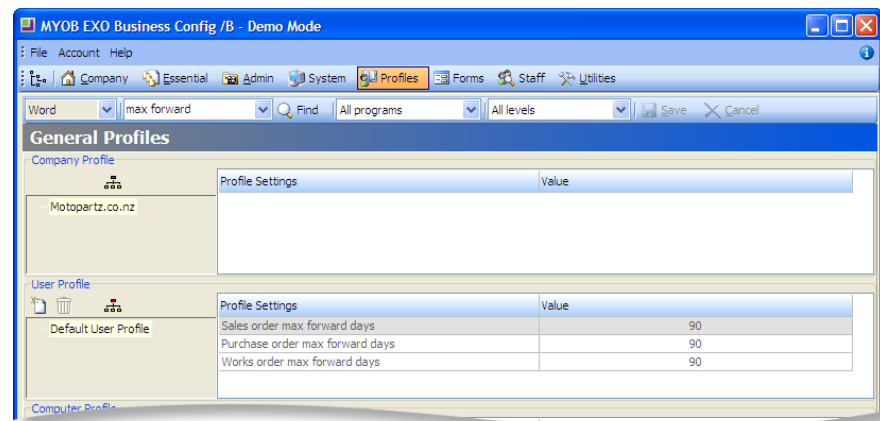 MYOB EXO Business Config /B - Demo Mode
File Account Help
Company Essential Admin System Profiles Forms Staff Utilities
Word max forward Find All programs All levels Save Cancel
General Profiles
Company Profile
Profile Settings Value
Motopartz.co.nz
User Profile
Profile Settings Value
Default User Profile
Sales order max forward days 90
Purchase order max forward days 90
Works order max forward days 90
Computer Profile